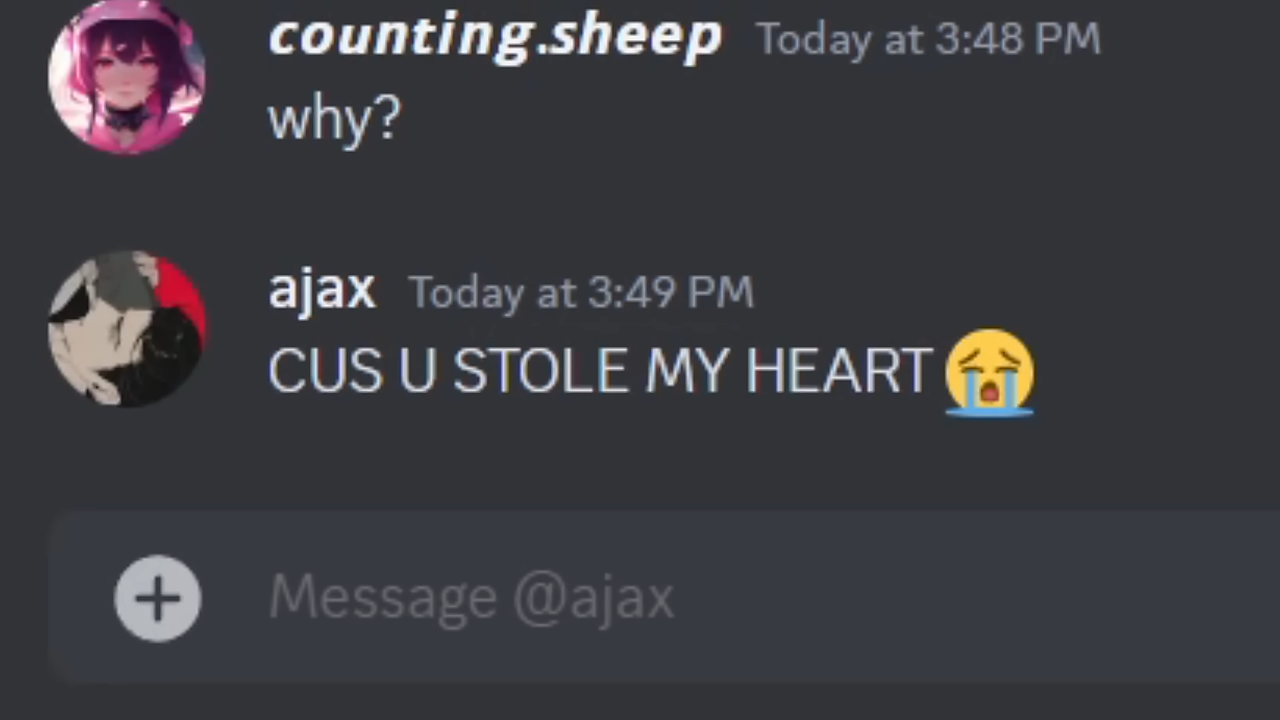 counting.sheep Today at 3:48 PM
why?
ajax Today at 3:49 PM
CUS U STOLE MY HEART 😭
Message @ajax